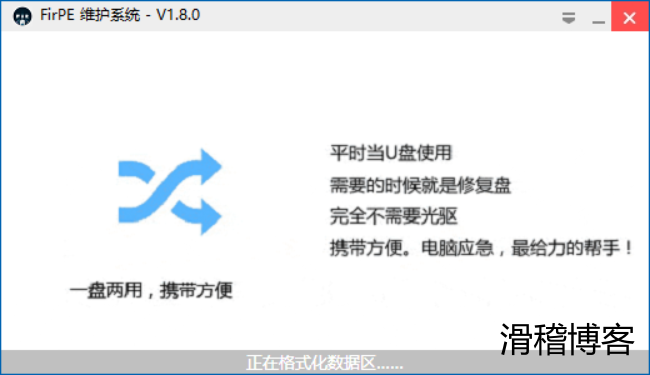 FirPE 维护系统 - V1.8.0
平时当U盘使用
需要的时候就是修复盘
完全不需要光驱
携带方便。电脑应急，最给力的帮手！
一盘两用，携带方便
滑稽博客
正在格式化数据区......